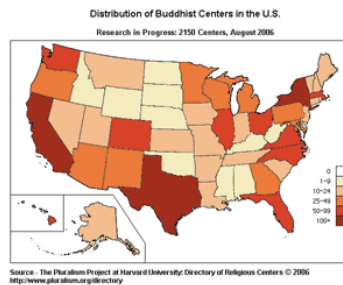 Distribution of Buddhist Centers in the U.S.
Research in Progress: 2150 Centers, August 2006
0
1-9
10-24
25-49
50-99
100+
Source - The Pluralism Project at Harvard University: Directory of Religious Centers © 2006
http://www.pluralism.org/directory